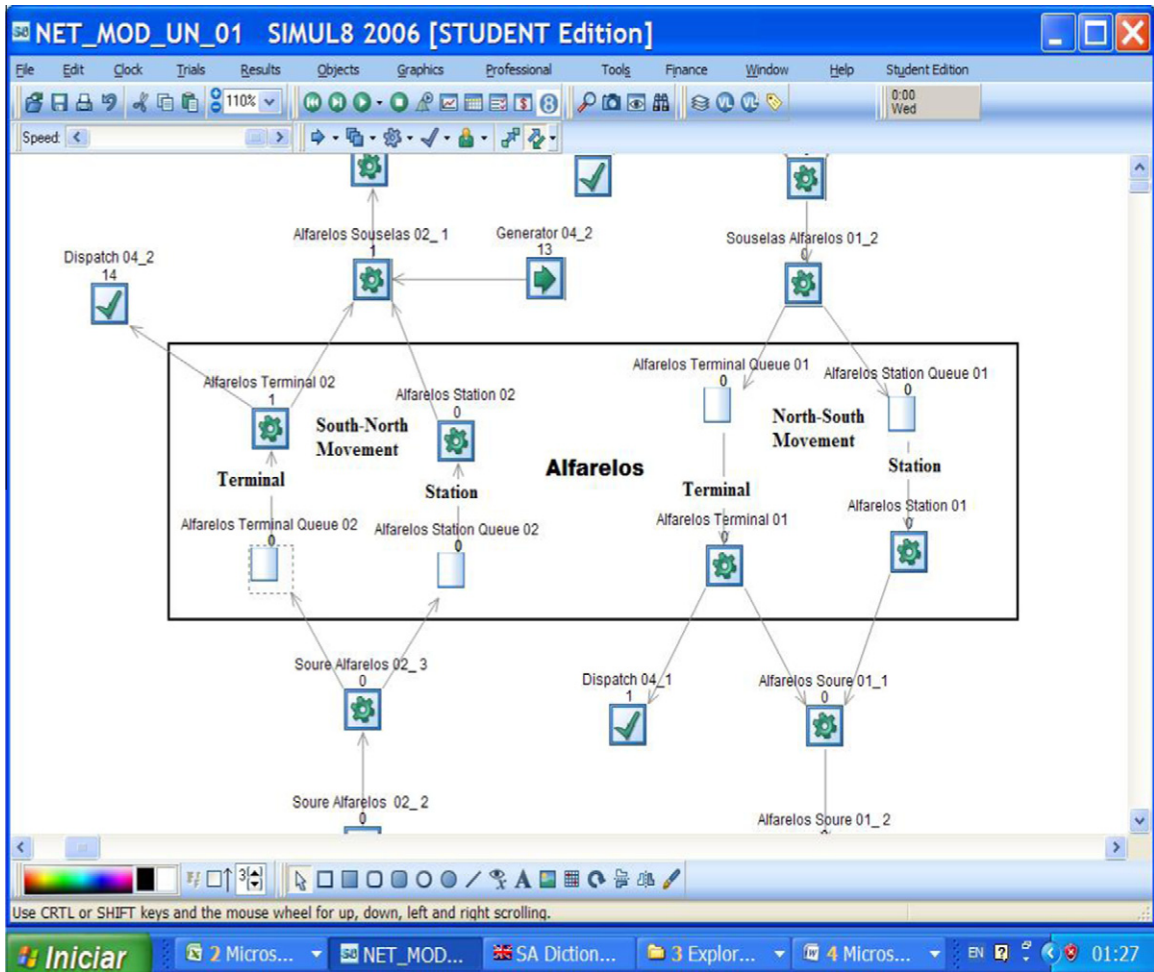 NET_MOD_UN_01 SIMUL8 2006 [STUDENT Edition]
File Edit Clock Trials Results Objects Graphics Professional Tools Finance Window Help Student Edition
110%
0:00
Wed
Speed:
Alfarelos Souselas 02_ 1
1
Generator 04_2
13
Souselas Alfarelos 01_2
0
Dispatch 04_2
14
Alfarelos Terminal 02
1
Alfarelos Station 02
0
South-North
Movement
Terminal
Station
Alfarelos Terminal Queue 02
0
Alfarelos Station Queue 02
0
Alfarelos
Alfarelos Terminal Queue 01
0
Alfarelos Station Queue 01
0
North-South
Movement
Terminal
Station
Alfarelos Terminal 01
0
Alfarelos Station 01
0
Soure Alfarelos 02_ 3
0
Dispatch 04_1
1
Alfarelos Soure 01_1
0
Soure Alfarelos 02_ 2
0
Alfarelos Soure 01_ 2
3
A
Use CRTL or SHIFT keys and the mouse wheel for up, down, left and right scrolling.
Iniciar
2 Micros...
NET_MOD...
SA Diction...
3 Explor...
4 Micros...
EN
01:27